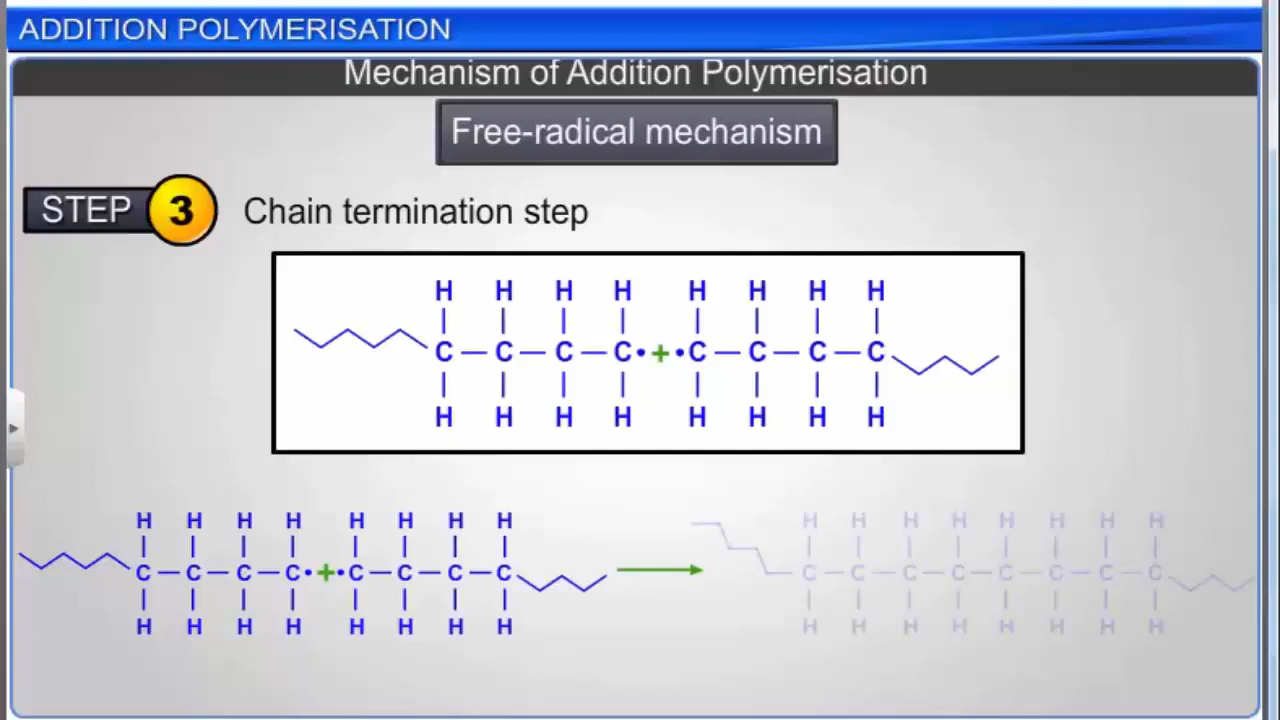 ADDITION POLYMERISATION
Mechanism of Addition Polymerisation
Free-radical mechanism
STEP 3 Chain termination step
H H H H H H H H
C — C — C — C • + • C — C — C — C
H H H H H H H H
H H H H H H H H H H H H H H H H
C — C — C — C • + • C — C — C — C → C — C — C — C — C — C — C — C
H H H H H H H H H H H H H H H H